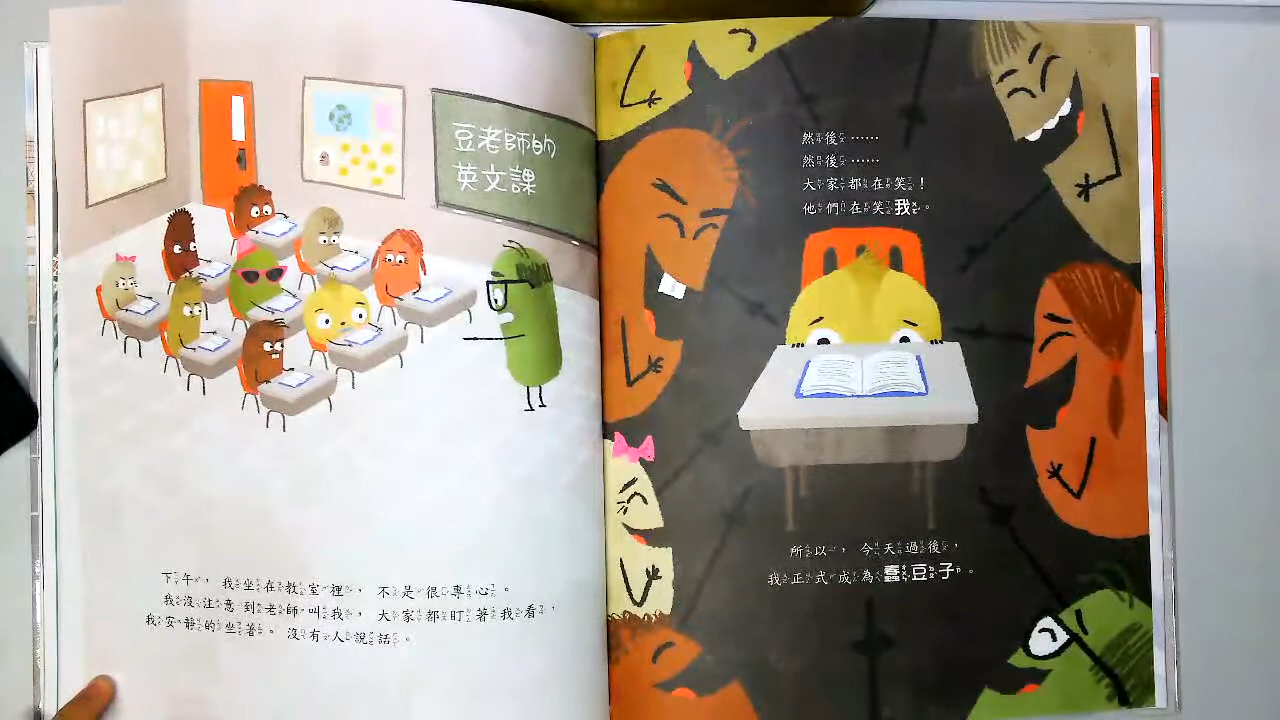 豆老師的
英文課
下午，我坐在教室裡，不是很專心。
我沒注意到老師叫我，大家都盯著我看，
我安靜的坐著。沒有人說話。
然後⋯⋯
然後⋯⋯
大家都在笑！
他們在笑我。
所以，今天過後，
我正式成為蠢豆子。